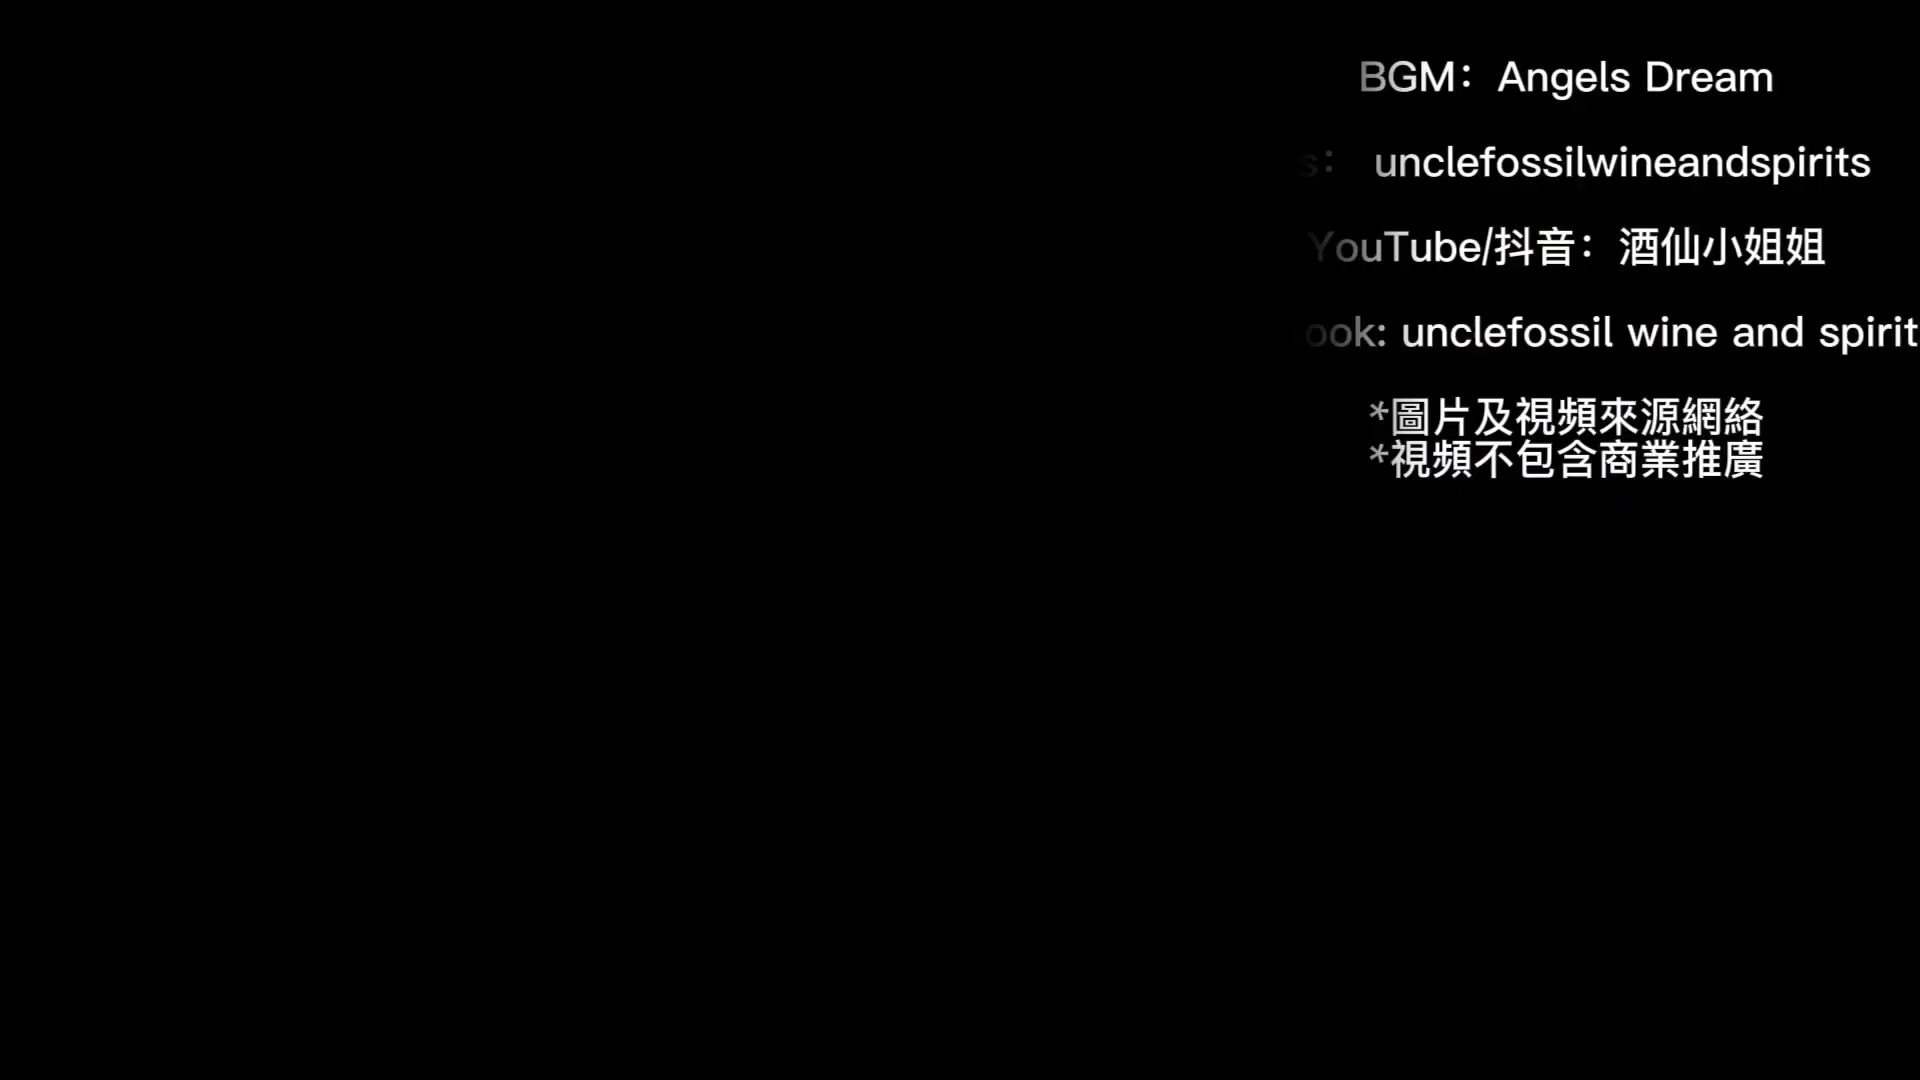 BGM：Angels Dream
s： unclefossilwineandspirits
YouTube/抖音：酒仙小姐姐
ook: unclefossil wine and spirit
*圖片及視頻來源網絡
*視頻不包含商業推廣